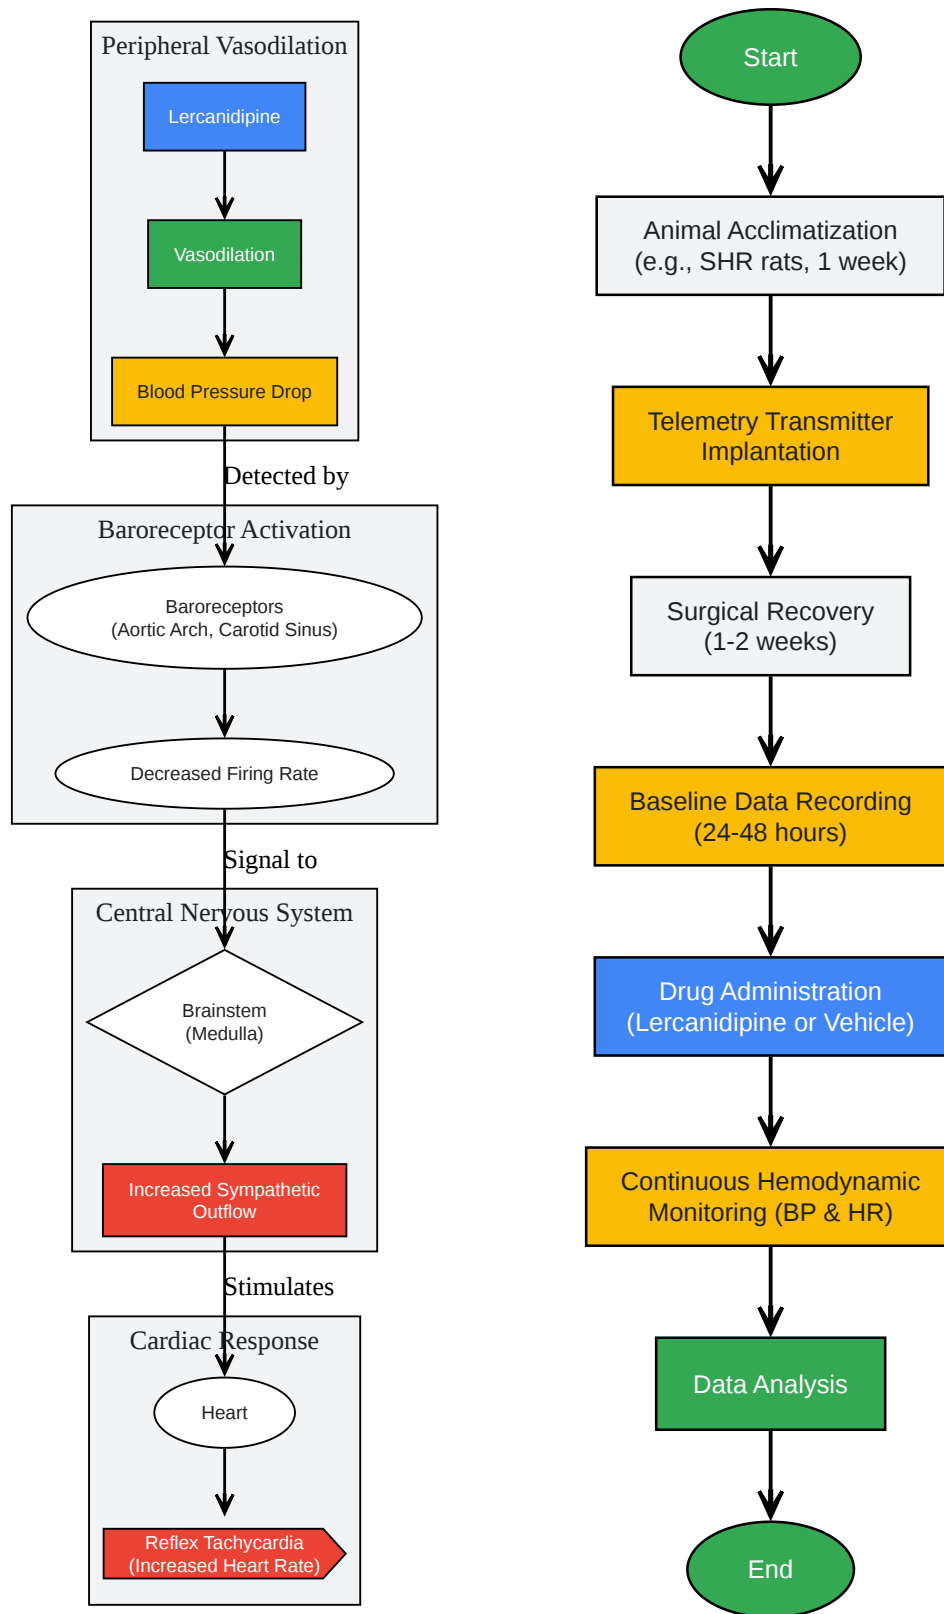 Peripheral Vasodilation
Lercanidipine
Vasodilation
Blood Pressure Drop
Detected by
Baroreceptor Activation
Baroreceptors
(Aortic Arch, Carotid Sinus)
Decreased Firing Rate
Signal to
Central Nervous System
Brainstem
(Medulla)
Increased Sympathetic
Outflow
Stimulates
Cardiac Response
Heart
Reflex Tachycardia
(Increased Heart Rate)
Start
Animal Acclimatization
(e.g., SHR rats, 1 week)
Telemetry Transmitter
Implantation
Surgical Recovery
(1-2 weeks)
Baseline Data Recording
(24-48 hours)
Drug Administration
(Lercanidipine or Vehicle)
Continuous Hemodynamic
Monitoring (BP & HR)
Data Analysis
End